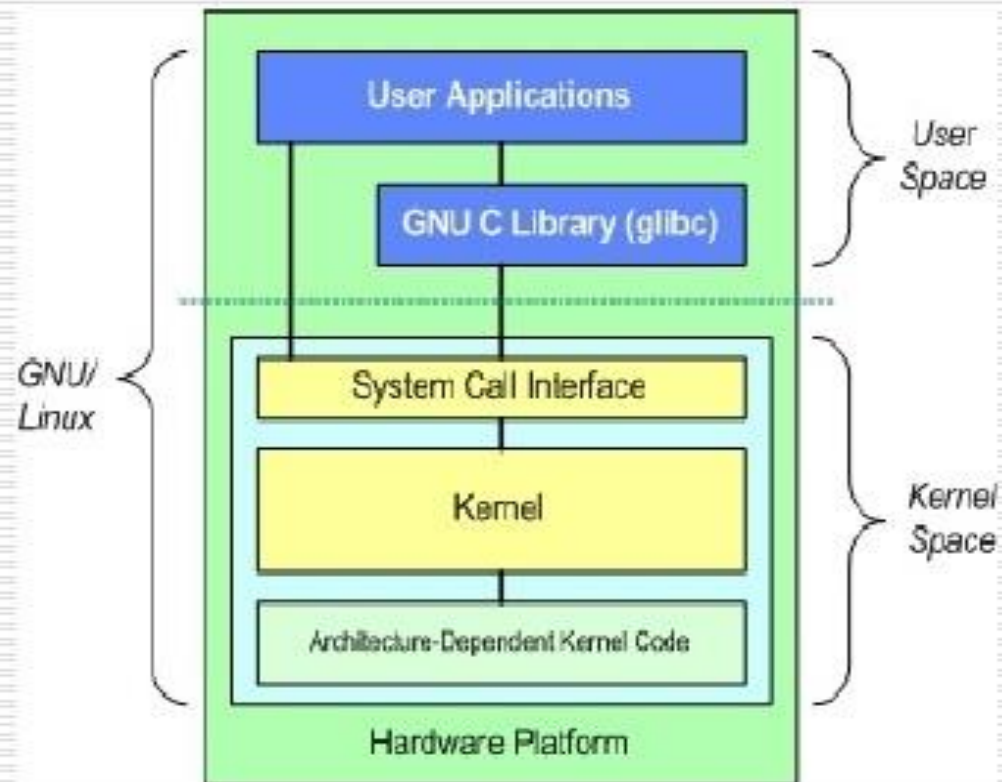 User Applications
User
Space
GNU C Library (glibc)
GNU/
Linux
System Call Interface
Kernel
Kernel
Space
Architecture-Dependent Kernel Code
Hardware Platform